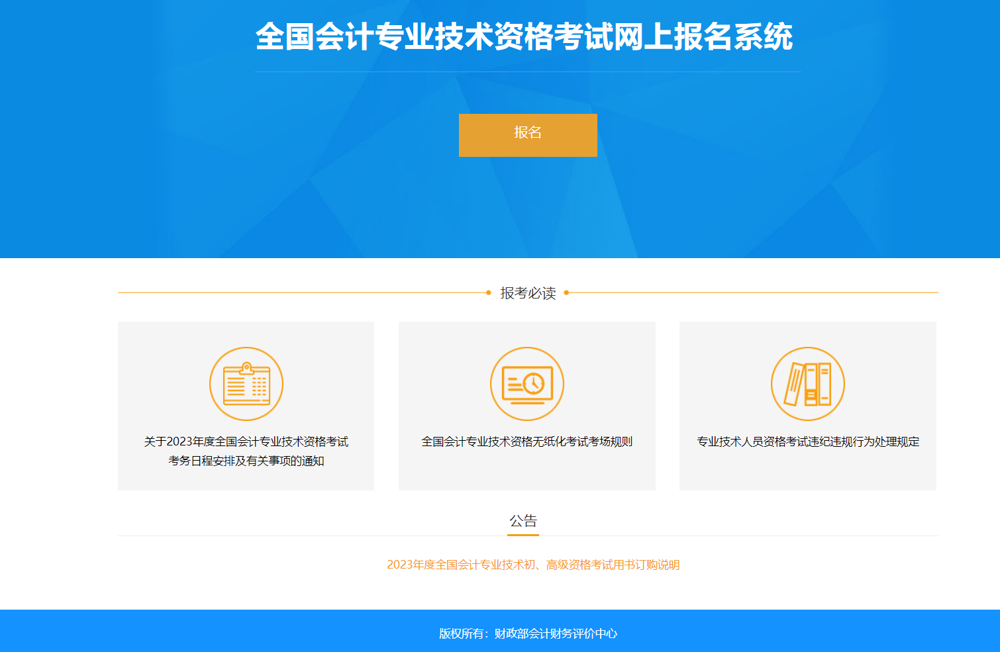 全国会计专业技术资格考试网上报名系统
报名
报考必读
关于2023年度全国会计专业技术资格考试
考务日程安排及有关事项的通知
全国会计专业技术资格无纸化考试考场规则
专业技术人员资格考试违纪违规行为处理规定
公告
2023年度全国会计专业技术初、高级资格考试用书订购说明
版权所有：财政部会计财务评价中心